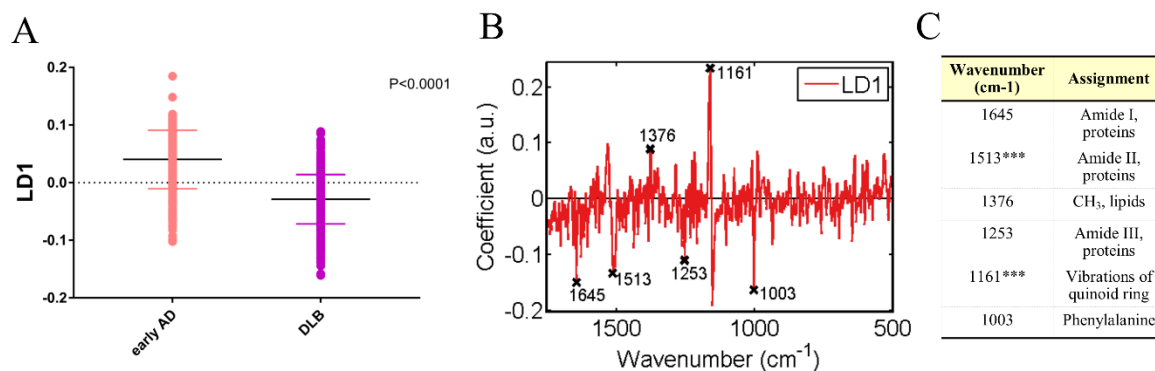 A
LD1
0.2
0.1
0.0
-0.1
-0.2
P<0.0001
early AD
DLB
B
Coefficient (a.u.)
0.2
0.1
0
-0.1
-0.2
1161
LD1
1376
1645
1513
1253
1003
1500
1000
500
Wavenumber (cm-1)
C
Wavenumber (cm-1) Assignment
1645 Amide I, proteins
1513*** Amide II, proteins
1376 CH3, lipids
1253 Amide III, proteins
1161*** Vibrations of quinoid ring
1003 Phenylalanine